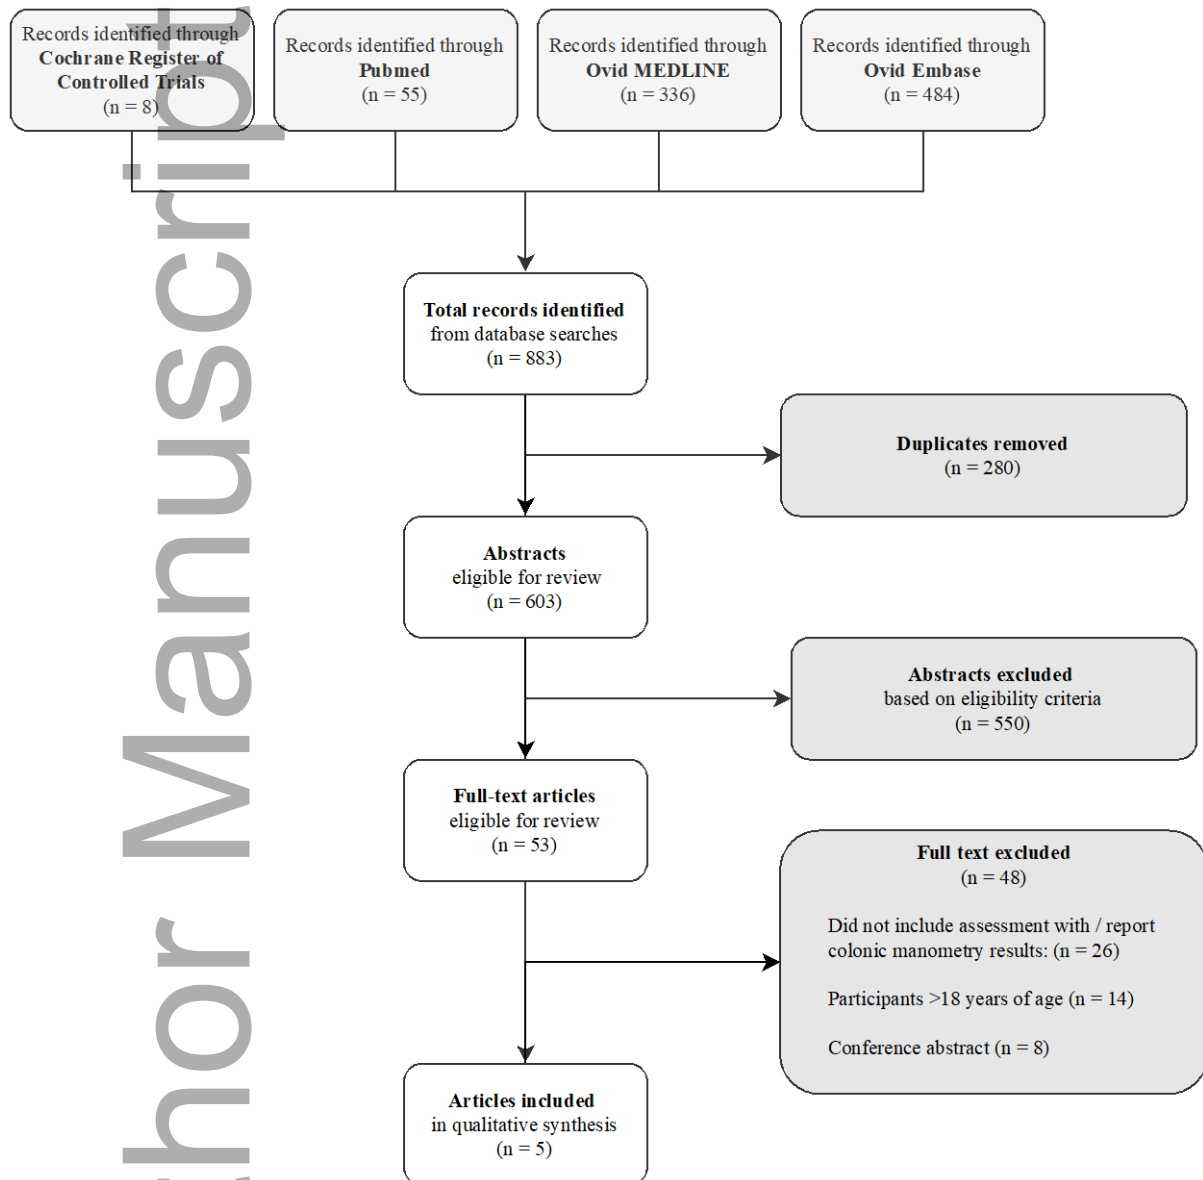 Records identified through
Cochrane Register of
Controlled Trials
(n = 8)
Records identified through
Pubmed
(n = 55)
Records identified through
Ovid MEDLINE
(n = 336)
Records identified through
Ovid Embase
(n = 484)
Total records identified
from database searches
(n = 883)
Duplicates removed
(n = 280)
Abstracts
eligible for review
(n = 603)
Abstracts excluded
based on eligibility criteria
(n = 550)
Full-text articles
eligible for review
(n = 53)
Full text excluded
(n = 48)
Did not include assessment with / report
colonic manometry results: (n = 26)
Participants >18 years of age (n = 14)
Conference abstract (n = 8)
Articles included
in qualitative synthesis
(n = 5)
hor Manuscript